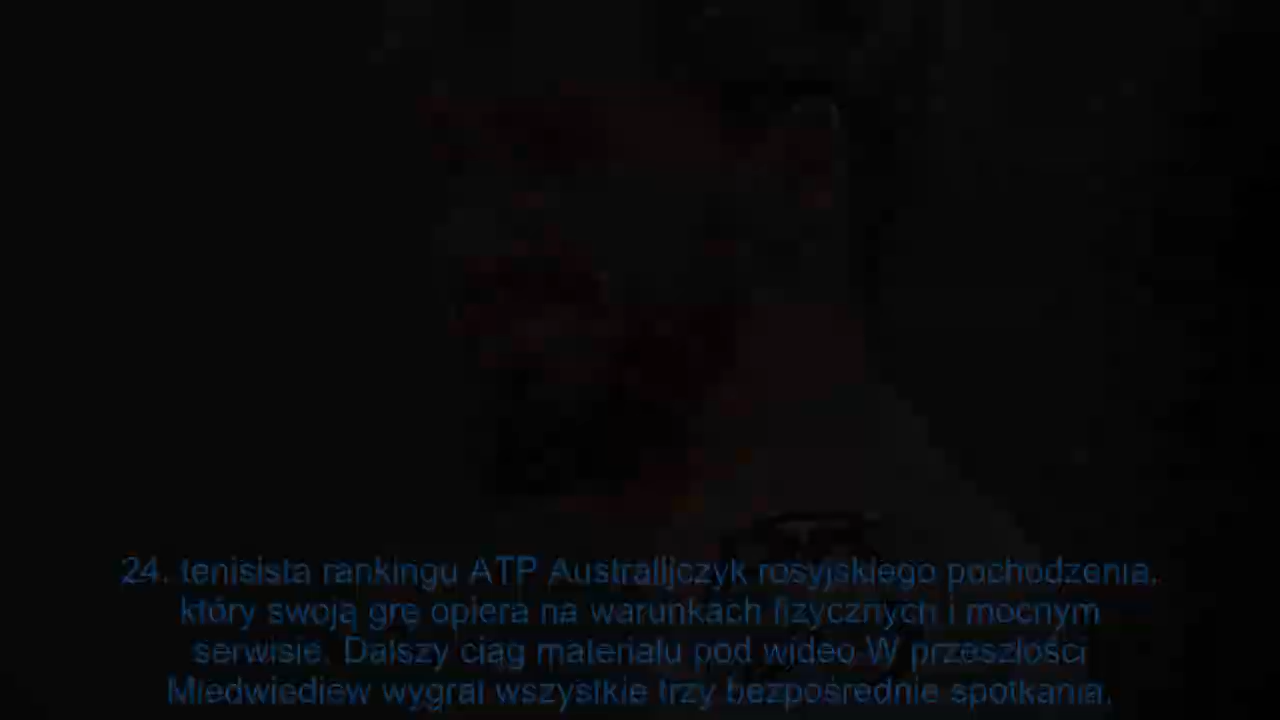 24. tenisista rankingu ATP Australijczyk rosyjskiego pochodzenia,
który swoją grę opiera na warunkach fizycznych i mocnym
serwisie. Dalszy ciąg materiału pod wideo W przeszłości
Miedwiediew wygrał wszystkie trzy bezpośrednie spotkania,